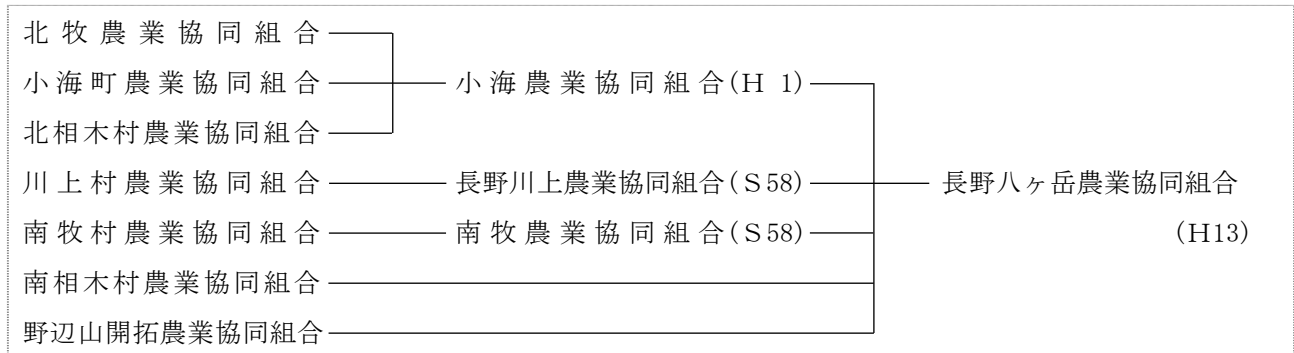 北牧農業協同組合
小海町農業協同組合 小海農業協同組合(H 1)
北相木村農業協同組合
川上村農業協同組合 長野川上農業協同組合(S58) 長野八ヶ岳農業協同組合
南牧村農業協同組合 南牧農業協同組合(S58) (H13)
南相木村農業協同組合
野辺山開拓農業協同組合